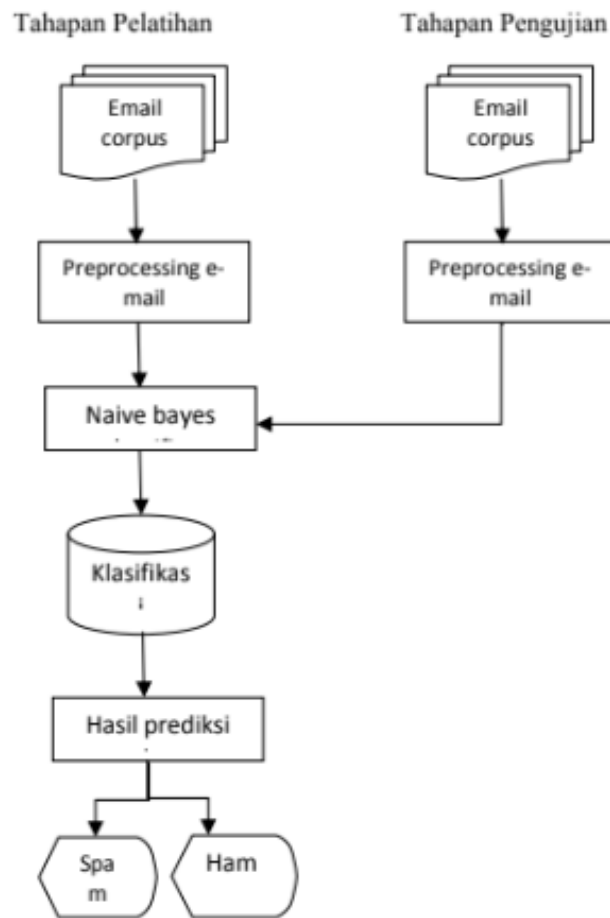 Tahapan Pelatihan
Tahapan Pengujian
Email
corpus
Email
corpus
Preprocessing e-
mail
Preprocessing e-
mail
Naive bayes
Klasifikas
i
Hasil prediksi
Spa
m
Ham